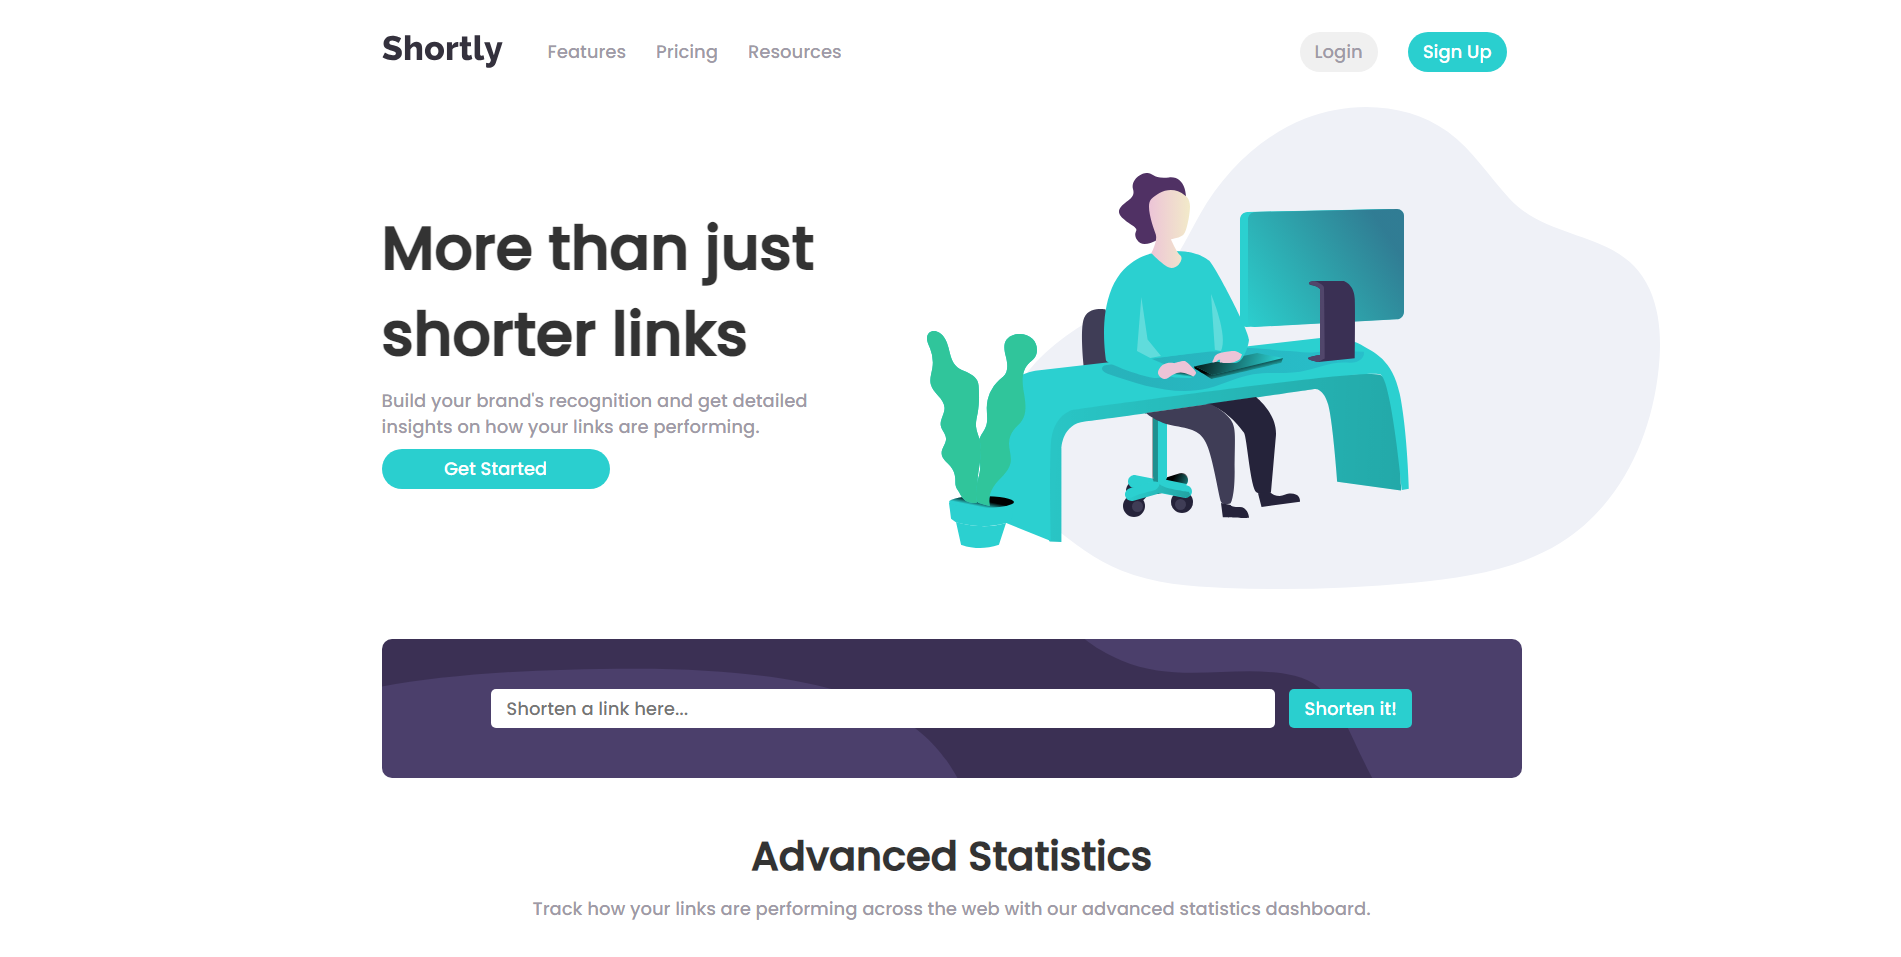 Shortly Features Pricing Resources Login Sign Up
More than just
shorter links
Build your brand's recognition and get detailed
insights on how your links are performing.
Get Started
Shorten a link here... Shorten it!
Advanced Statistics
Track how your links are performing across the web with our advanced statistics dashboard.